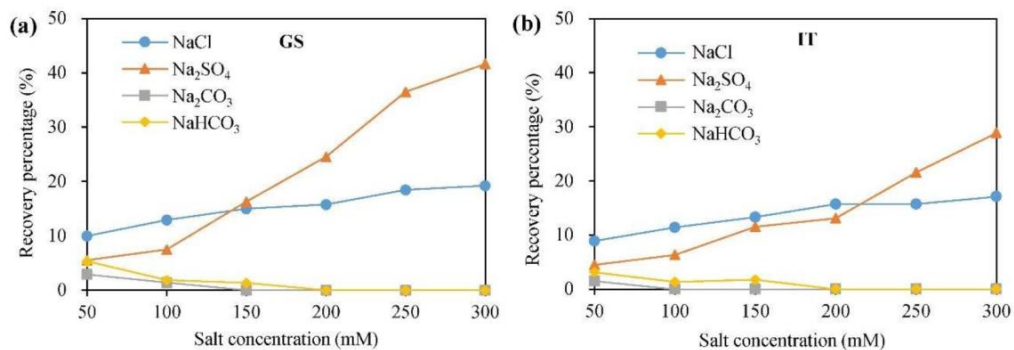 (a)
GS
NaCl
Na₂SO₄
Na₂CO₃
NaHCO₃
Recovery percentage (%)
50
40
30
20
10
0
50 100 150 200 250 300
Salt concentration (mM)
(b)
IT
NaCl
Na₂SO₄
Na₂CO₃
NaHCO₃
Recovery percentage (%)
50
40
30
20
10
0
50 100 150 200 250 300
Salt concentration (mM)